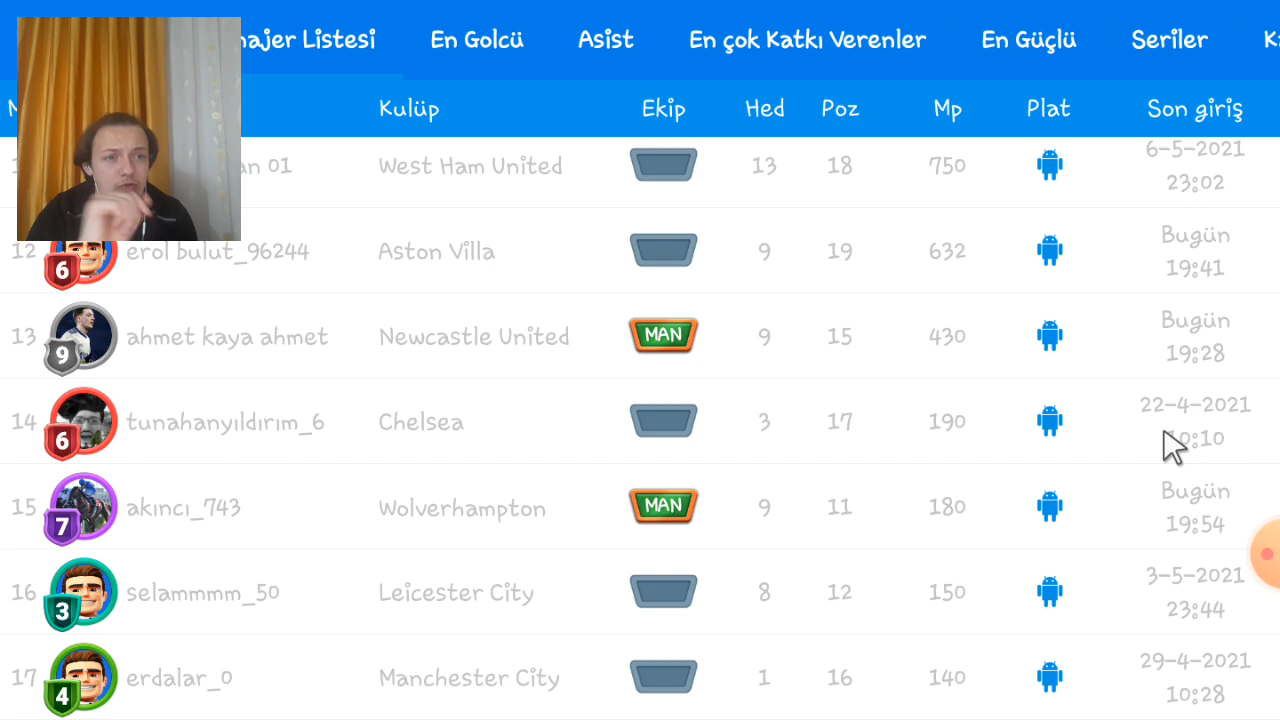 najer Listesi En Golcü Asist En çok Katkı Verenler En Güçlü Seriler
Kulüp Ekip Hed Poz Mp Plat Son giriş
an 01 West Ham United 13 18 750 6-5-2021 23:02
12 6 erol bulut_96244 Aston Villa 9 19 632 Bugün 19:41
13 9 ahmet kaya ahmet Newcastle United MAN 9 15 430 Bugün 19:28
14 6 tunahanyıldırım_6 Chelsea 3 17 190 22-4-2021 10:10
15 7 akıncı_743 Wolverhampton MAN 9 11 180 Bugün 19:54
16 3 selammmm_50 Leicester City 8 12 150 3-5-2021 23:44
17 4 erdalar_0 Manchester City 1 16 140 29-4-2021 10:28